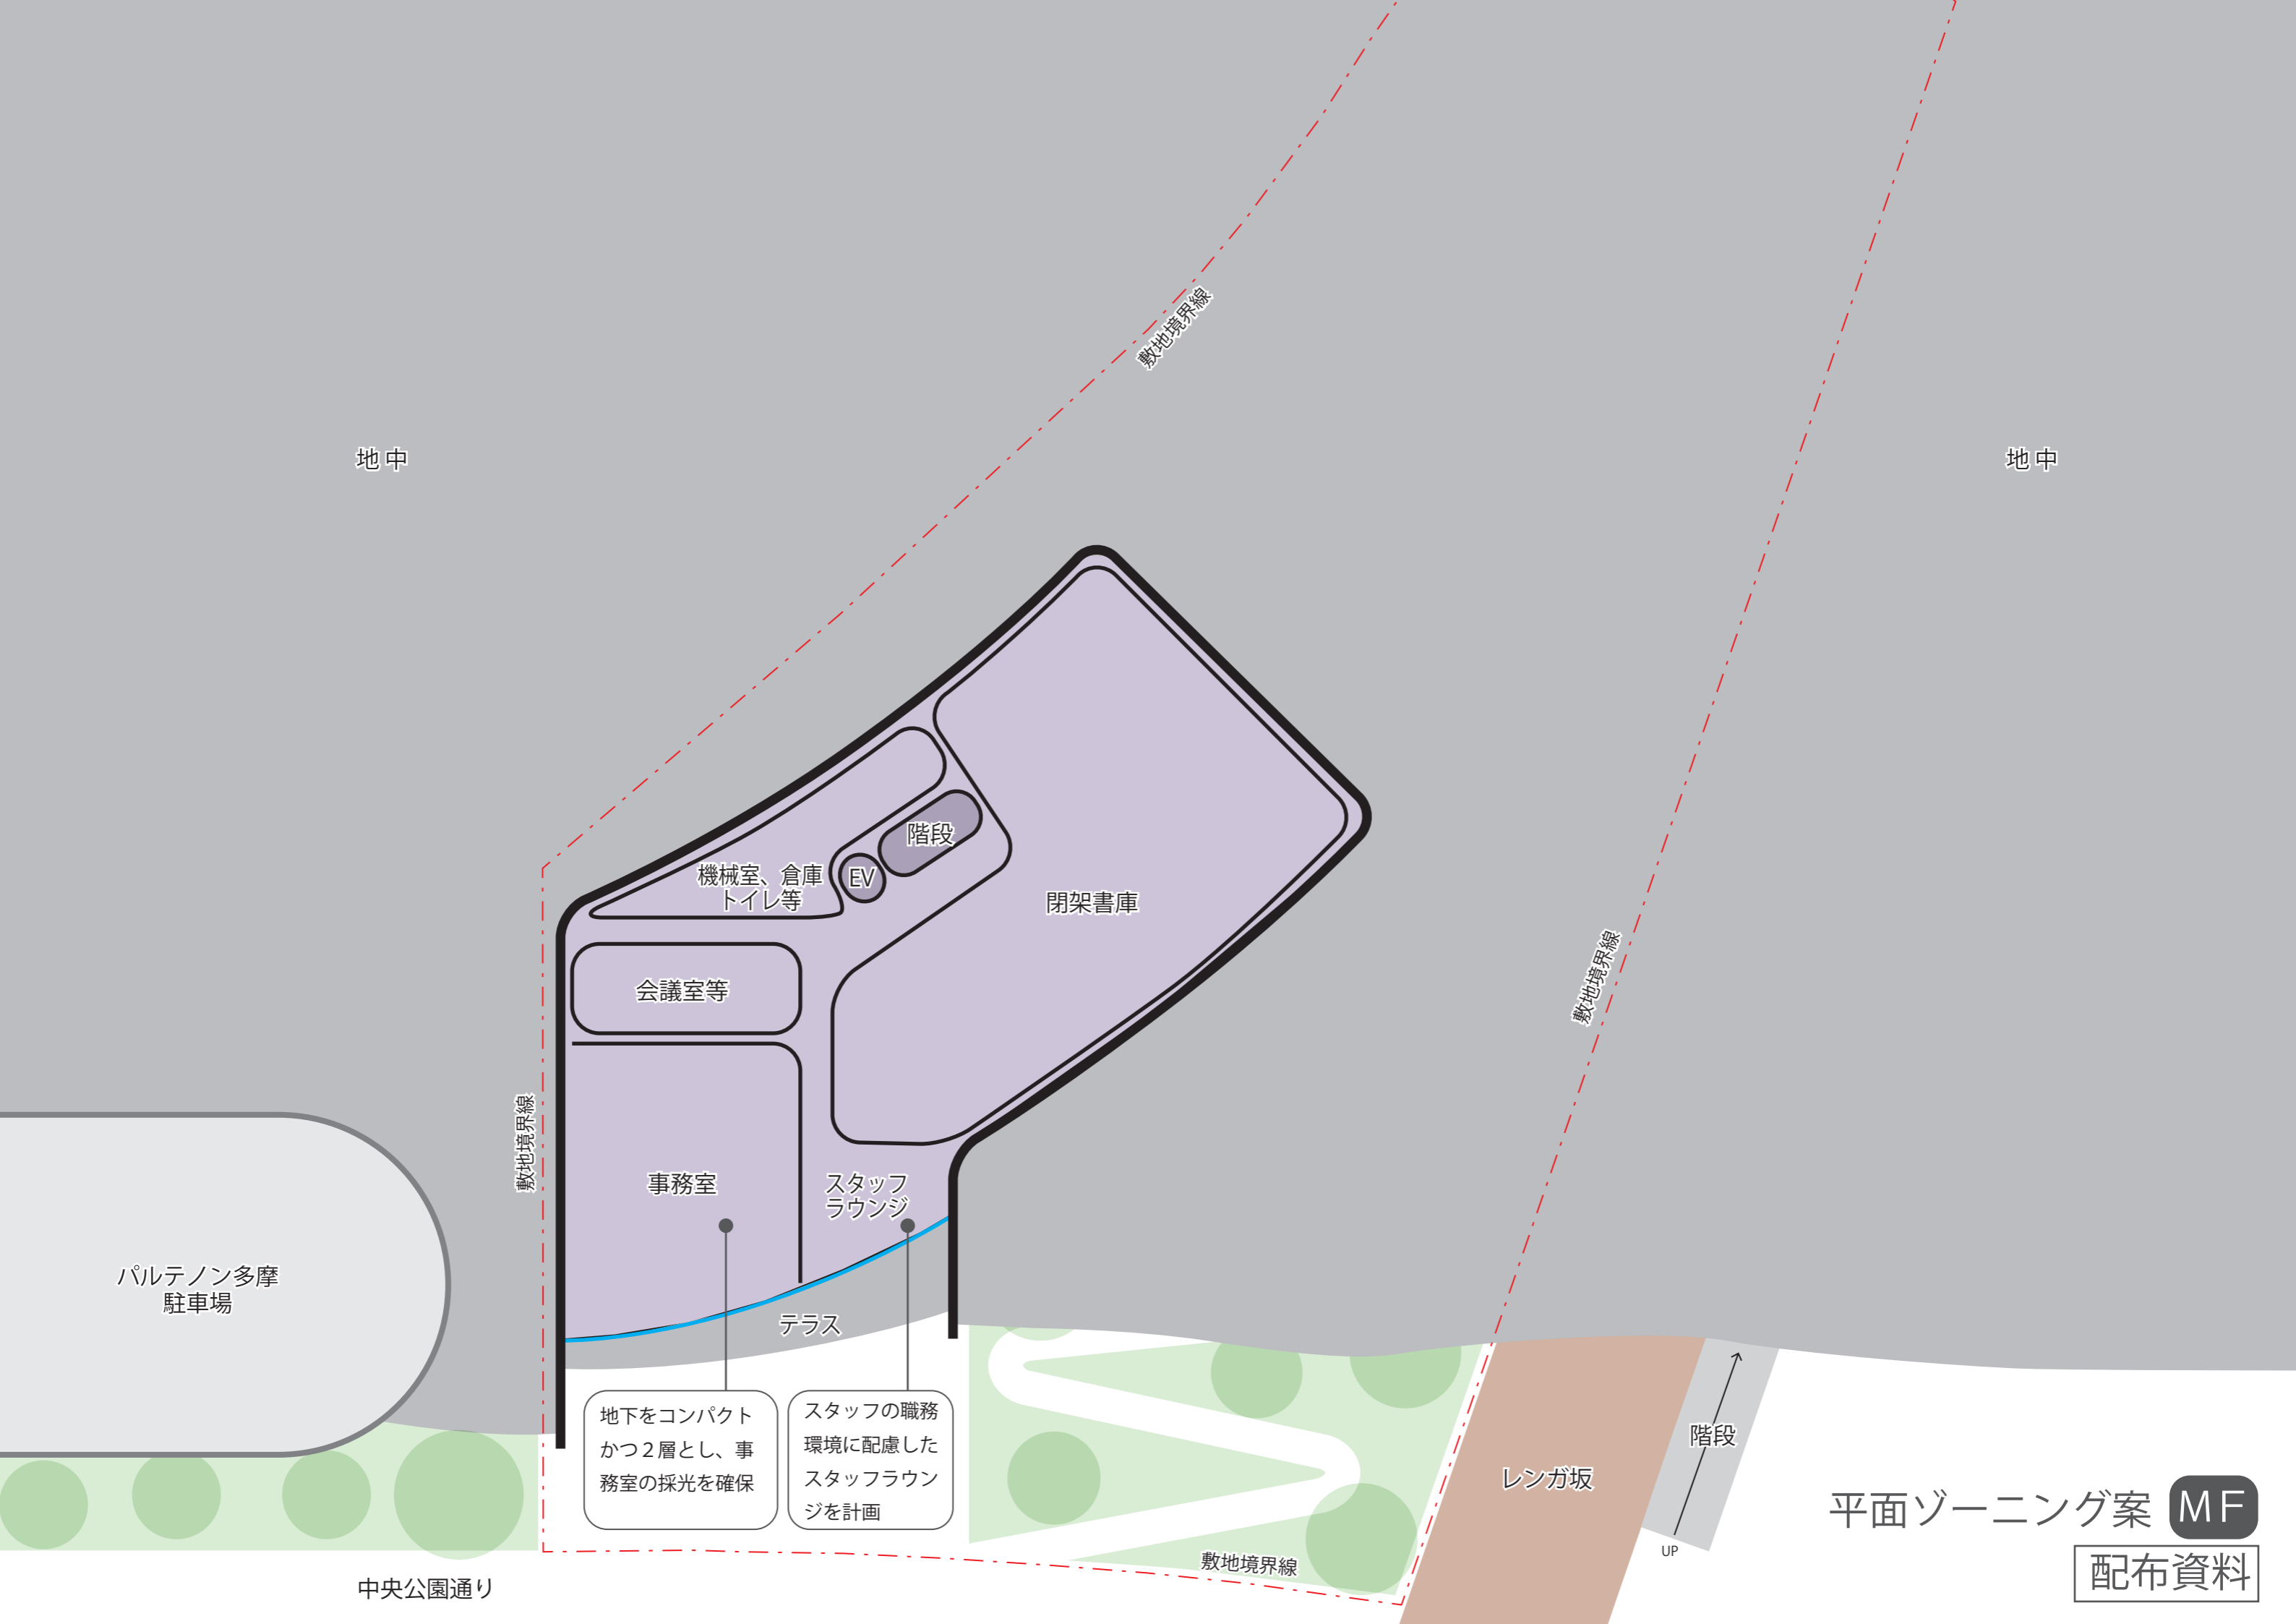 敷地境界線
地中
地中
階段
機械室、倉庫
トイレ等
EV
閉架書庫
会議室等
敷地境界線
敷地境界線
事務室
スタッフ
ラウンジ
パルテノン多摩
駐車場
テラス
地下をコンパクト
かつ２層とし、事
務室の採光を確保
スタッフの職務
環境に配慮した
スタッフラウン
ジを計画
階段
レンガ坂
UP
敷地境界線
中央公園通り
平面ゾーニング案 MF
配布資料